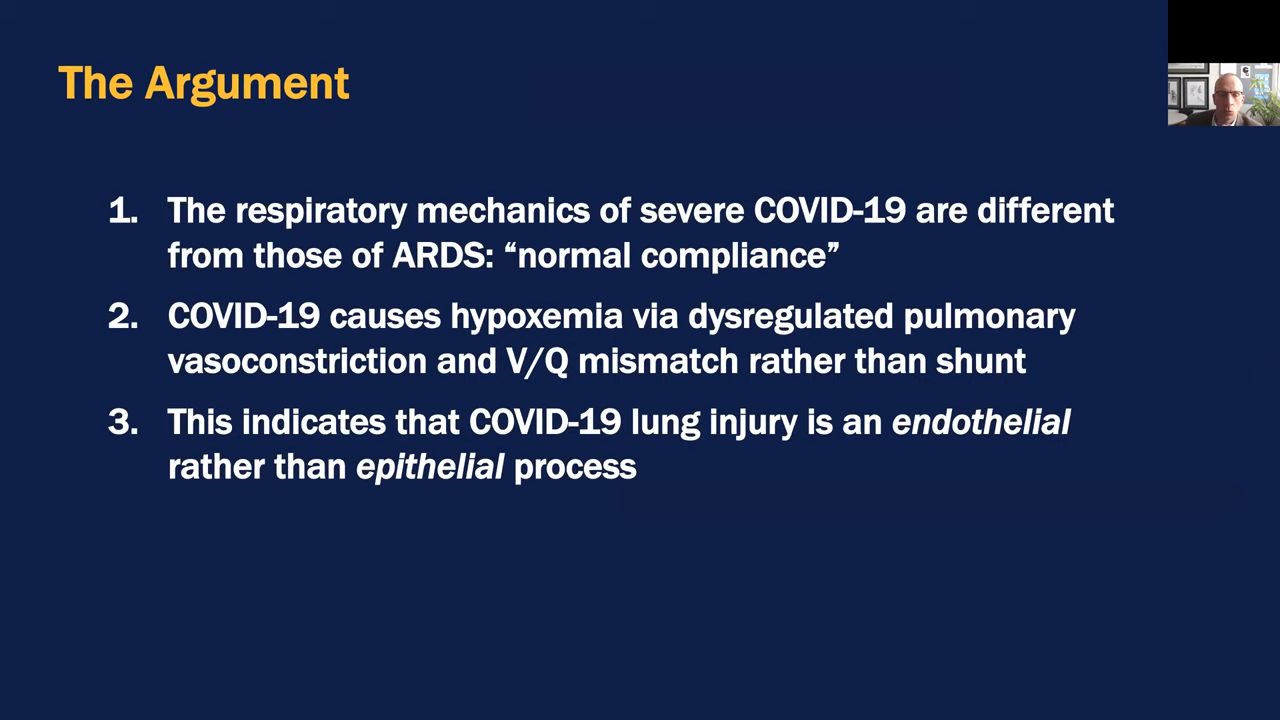 The Argument
1. The respiratory mechanics of severe COVID-19 are different
from those of ARDS: “normal compliance”
2. COVID-19 causes hypoxemia via dysregulated pulmonary
vasoconstriction and V/Q mismatch rather than shunt
3. This indicates that COVID-19 lung injury is an endothelial
rather than epithelial process